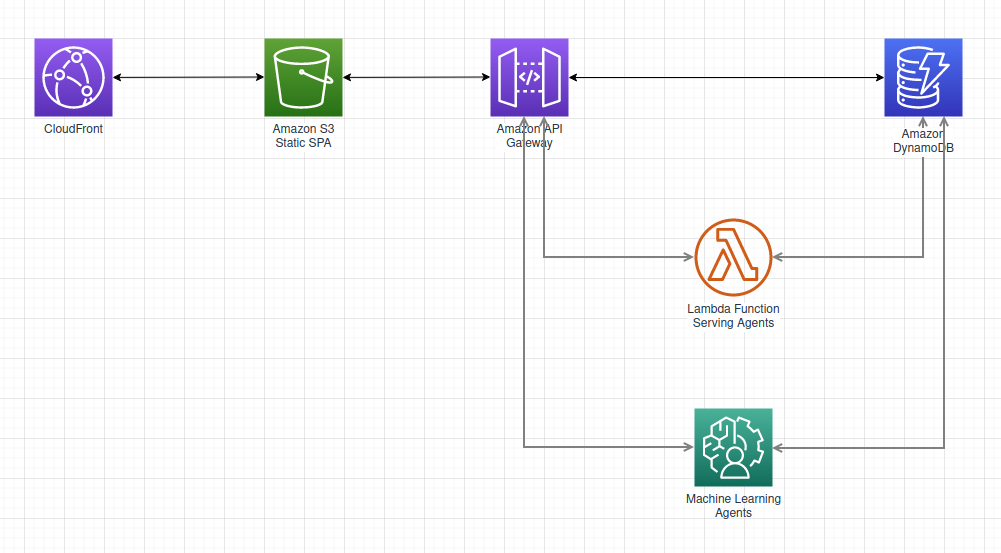 CloudFront
Amazon S3
Static SPA
Amazon API
Gateway
Amazon
DynamoDB
</>
Lambda Function
Serving Agents
Machine Learning
Agents